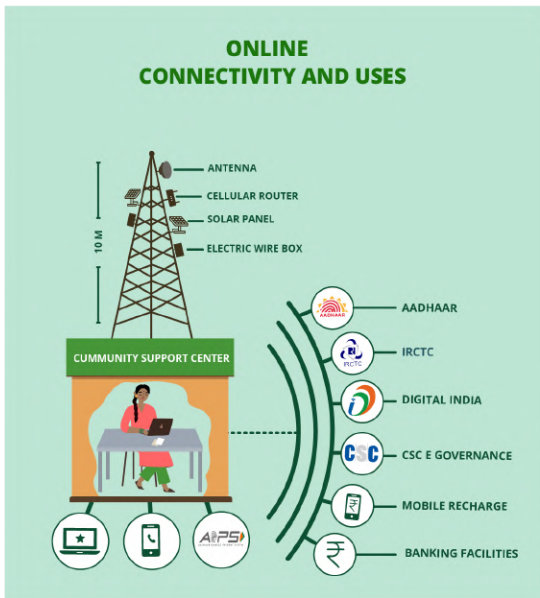 ONLINE
CONNECTIVITY AND USES
ANTENNA
CELLULAR ROUTER
SOLAR PANEL
ELECTRIC WIRE BOX
10 M
CUMMUNITY SUPPORT CENTER
AADHAAR
AADHAAR
IRCTC
IRCTC
DIGITAL INDIA
CSC
CSC E GOVERNANCE
MOBILE RECHARGE
₹
BANKING FACILITIES
₹